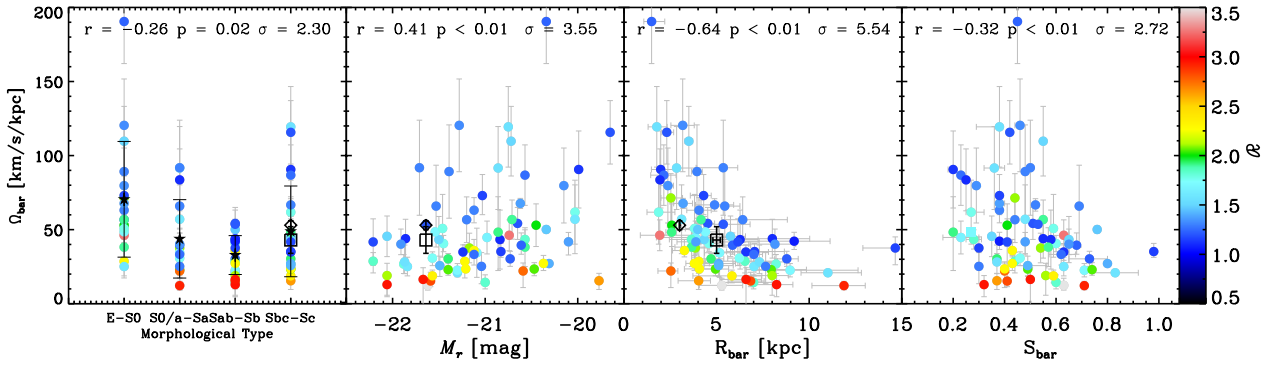 r = −0.26 p = 0.02 σ = 2.30
r = 0.41 p < 0.01 σ = 3.55
r = −0.64 p < 0.01 σ = 5.54
r = −0.32 p < 0.01 σ = 2.72
Ω_bar [km/s/kpc]
200
150
100
50
0
E−S0 S0/a−Sa Sab−Sb Sbc−Sc
Morphological Type
−22 −21 −20
M_r [mag]
0 5 10 15
R_bar [kpc]
0.2 0.4 0.6 0.8 1.0
S_bar
3.5
3.0
2.5
2.0
1.5
1.0
0.5
ℛ